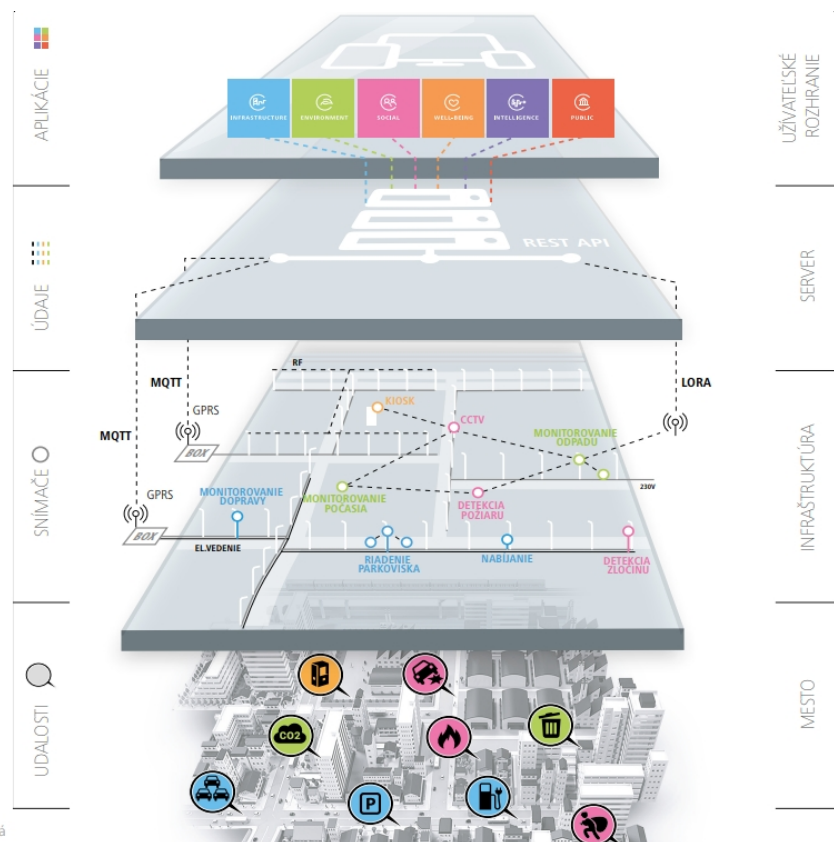 APLIKÁCIE
UŽÍVATEĽSKÉ
ROZHRANIE
INFRASTRUCTURE
ENVIRONMENT
SOCIAL
WELL-BEING
INTELLIGENCE
PUBLIC
ÚDAJE
REST API
SERVER
SNÍMAČE
INFRAŠTRUKTÚRA
RF
MQTT
GPRS
BOX
LORA
KIOSK
CCTV
MONITOROVANIE
ODPADU
230V
MQTT
GPRS
BOX
MONITOROVANIE
DOPRAVY
MONITOROVANIE
POČASIA
DETEKCIA
POŽIARU
EL.VEDENIE
RIADENIE
PARKOVISKA
NABÍJANIE
DETEKCIA
ZLOČINU
UDALOSTI
MESTO
CO2
P
á